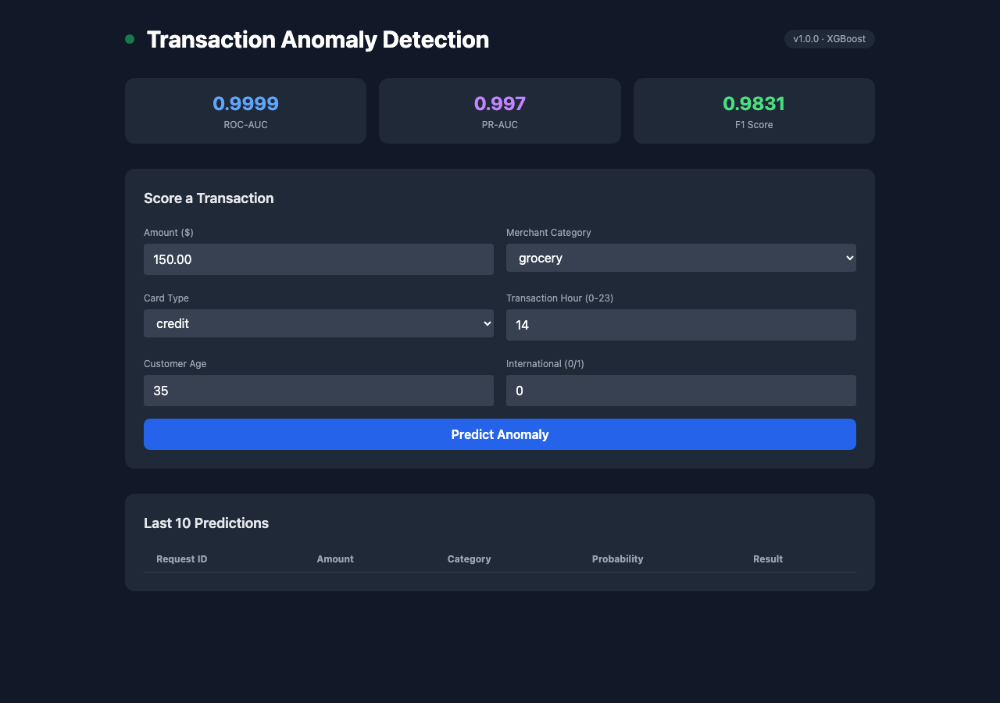 Transaction Anomaly Detection
v1.0.0 · XGBoost
0.9999
ROC-AUC
0.997
PR-AUC
0.9831
F1 Score
Score a Transaction
Amount ($)
150.00
Merchant Category
grocery
Card Type
credit
Transaction Hour (0-23)
14
Customer Age
35
International (0/1)
0
Predict Anomaly
Last 10 Predictions
Request ID Amount Category Probability Result